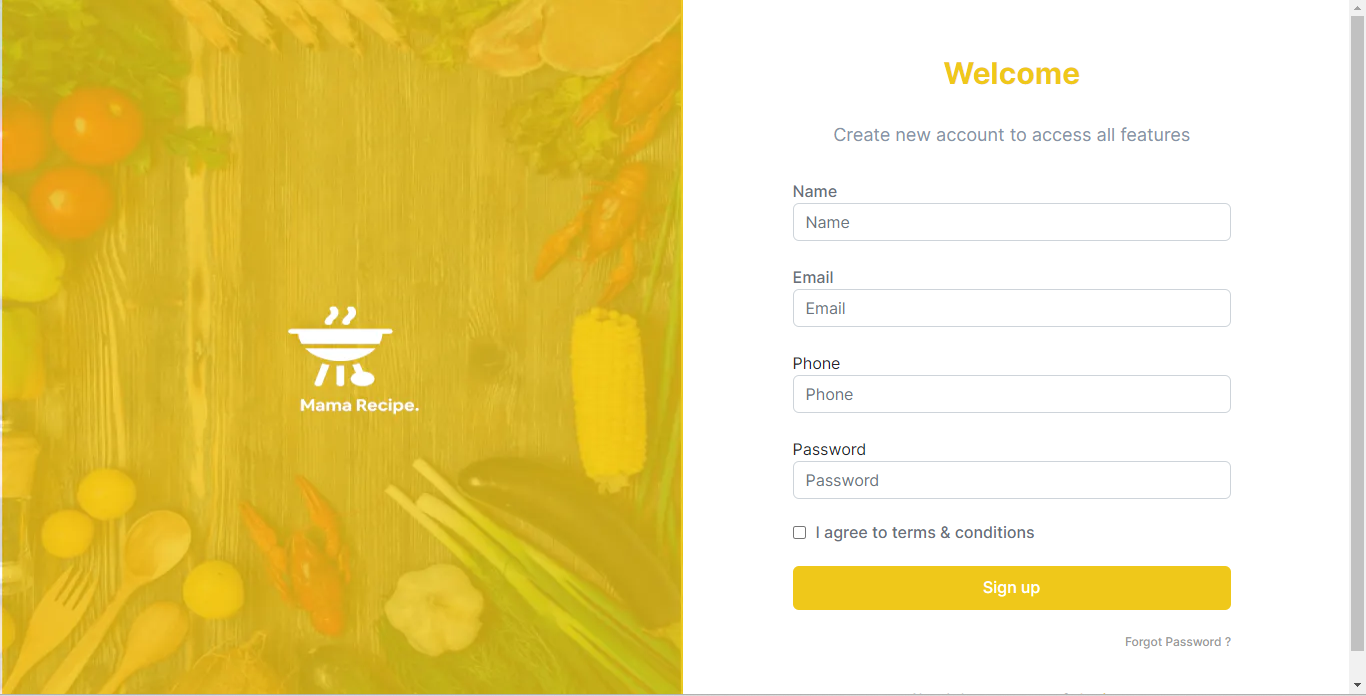 Mama Recipe.
Welcome
Create new account to access all features
Name
Name
Email
Email
Phone
Phone
Password
Password
I agree to terms & conditions
Sign up
Forgot Password ?